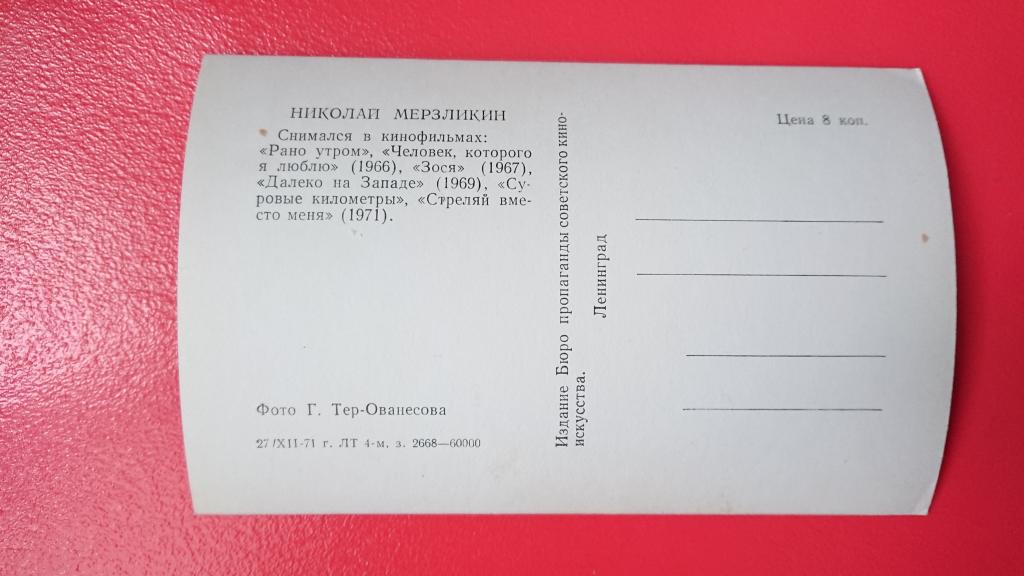 НИКОЛАЙ МЕРЗЛИКИН
Снимался в кинофильмах:
«Рано утром», «Человек, которого
я люблю» (1966), «Зося» (1967),
«Далеко на Западе» (1969), «Су-
ровые километры», «Стреляй вме-
сто меня» (1971).
Фото Г. Тер-Ованесова
27/XII-71 г. ЛТ 4-м, з. 2668—60000
Издание Бюро пропаганды советского кино-
искусства.
Ленинград
Цена 8 коп.